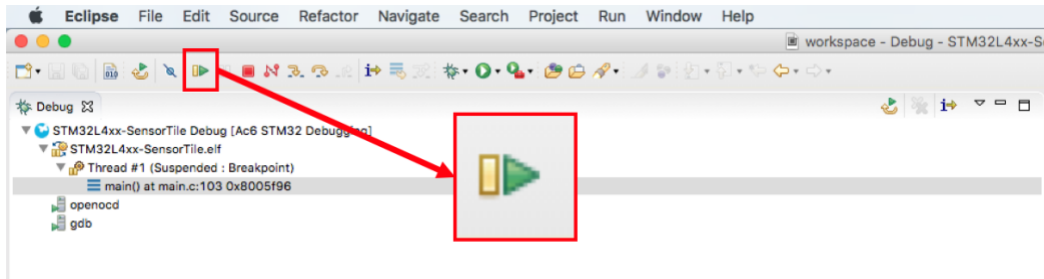 Eclipse File Edit Source Refactor Navigate Search Project Run Window Help
workspace - Debug - STM32L4xx-S
Debug
STM32L4xx-SensorTile Debug [Ac6 STM32 Debugging]
STM32L4xx-SensorTile.elf
Thread #1 (Suspended : Breakpoint)
main() at main.c:103 0x8005f96
openocd
gdb